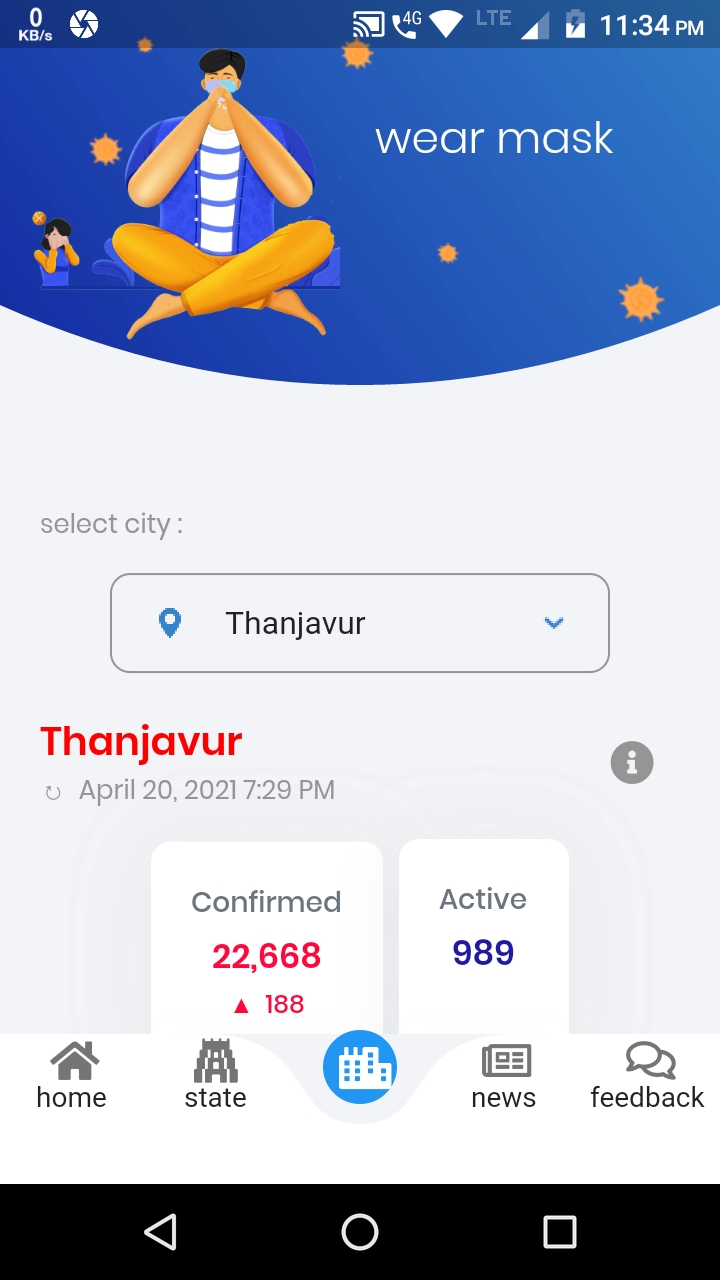 0
KB/s
4G
LTE
11:34 PM
wear mask
select city :
Thanjavur
Thanjavur
April 20, 2021 7:29 PM
Confirmed
22,668
▲ 188
Active
989
home
state
news
feedback